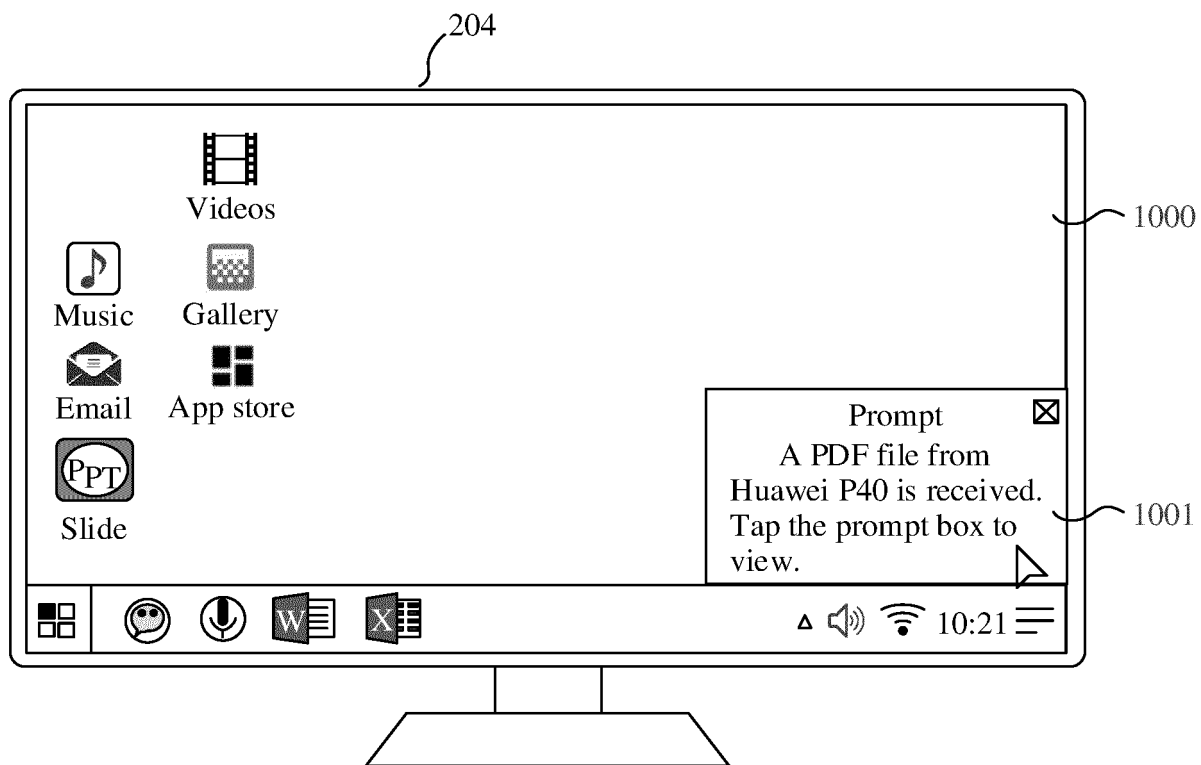 204
Videos
1000
Music
Gallery
Email
App store
Prompt
A PDF file from
Huawei P40 is received.
Tap the prompt box to
view.
1001
PPT
Slide
W
X
10:21